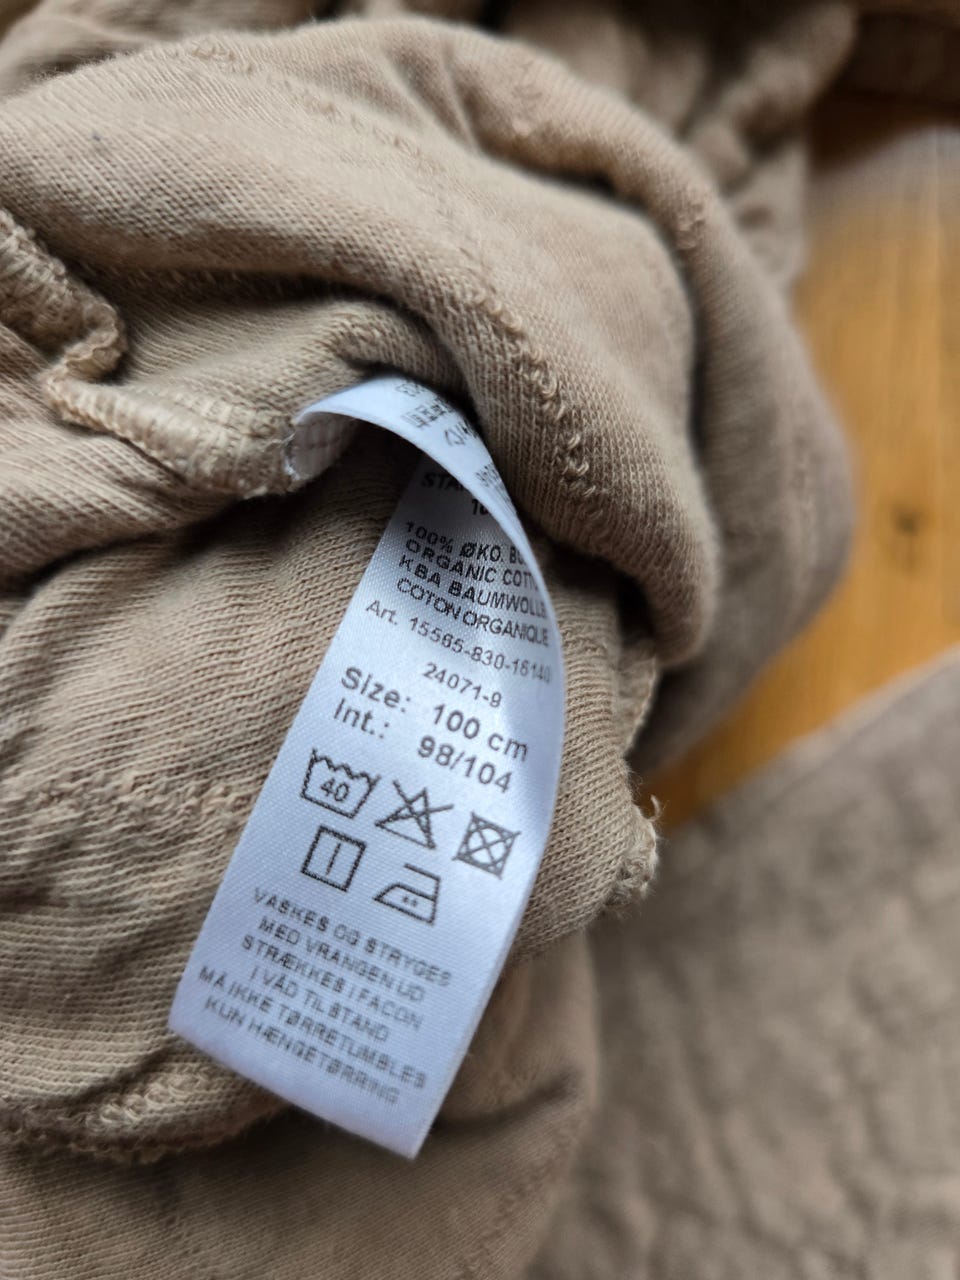 100% ØKO.
ORGANIC
KBA BAUMWOLLE
COTON ORGANIQUE
Art. 15565-830-16140
24071-9
Size: 100 cm
Int.: 98/104
40
VASKES OG STRYGES
MED VRANGEN UD
STRÆKKES I FACON
I VÅD TILSTAND
MÅ IKKE TØRRETUMBLES
KUN HÆNGETØRRING